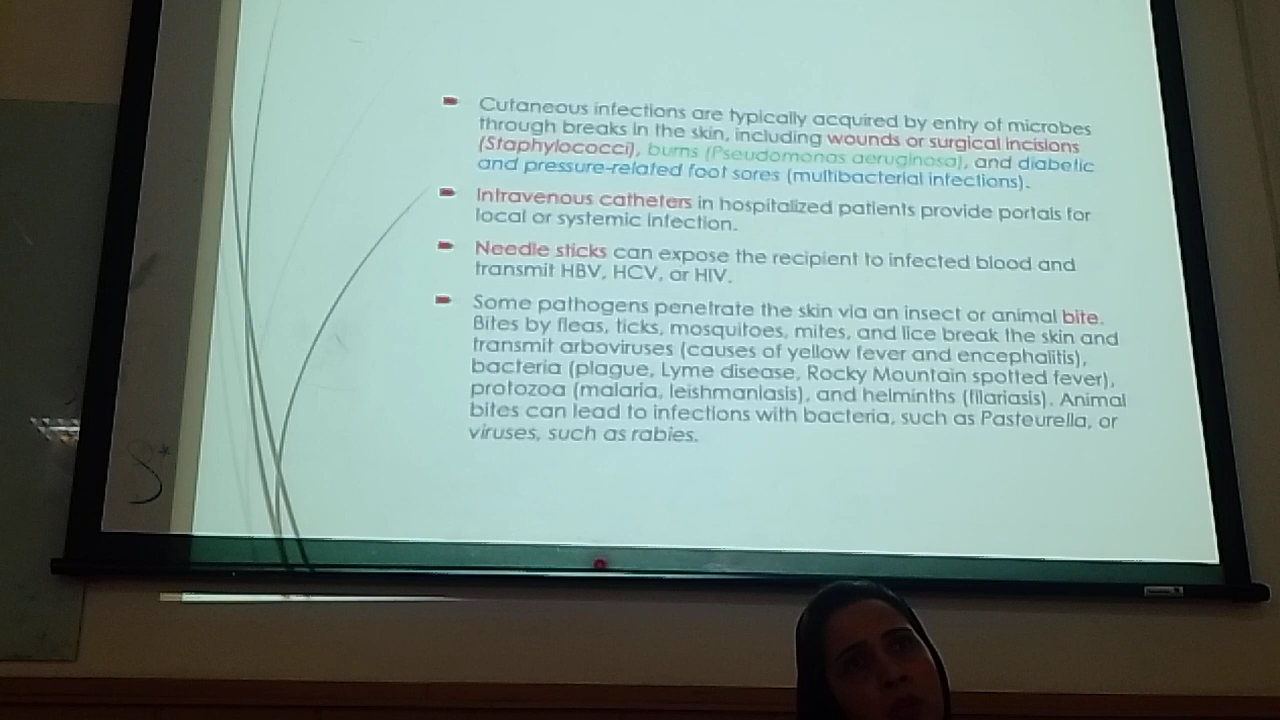 Cutaneous infections are typically acquired by entry of microbes
through breaks in the skin, including wounds or surgical incisions
(Staphylococci), burns (Pseudomonas aeruginosa), and diabetic
and pressure-related foot sores (multibacterial infections).
Intravenous catheters in hospitalized patients provide portals for
local or systemic infection.
Needle sticks can expose the recipient to infected blood and
transmit HBV, HCV, or HIV.
Some pathogens penetrate the skin via an insect or animal bite.
Bites by fleas, ticks, mosquitoes, mites, and lice break the skin and
transmit arboviruses (causes of yellow fever and encephalitis),
bacteria (plague, Lyme disease, Rocky Mountain spotted fever),
protozoa (malaria, leishmaniasis), and helminths (filariasis). Animal
bites can lead to infections with bacteria, such as Pasteurella, or
viruses, such as rabies.